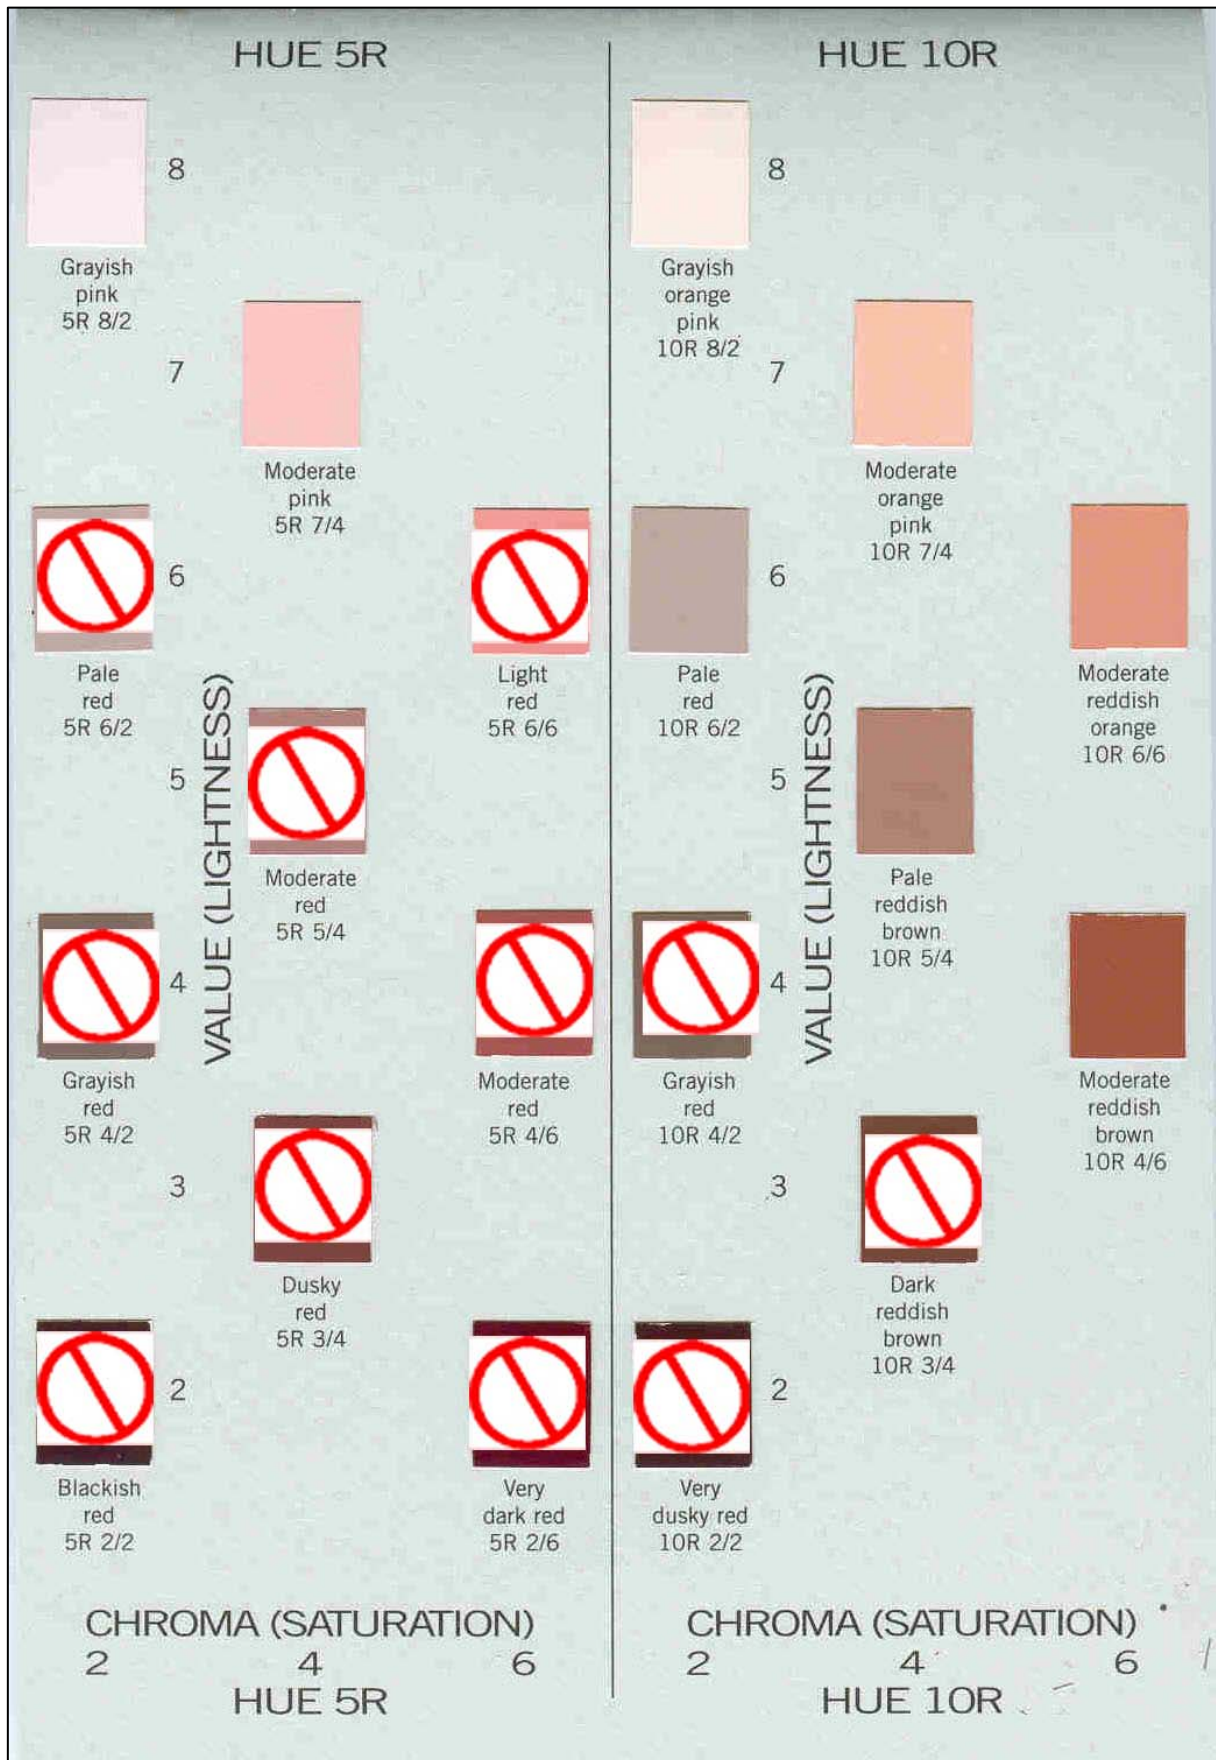 HUE 5R
8
Grayish
pink
5R 8/2
7
Moderate
pink
5R 7/4
6
Pale
red
5R 6/2
Light
red
5R 6/6
VALUE (LIGHTNESS)
5
Moderate
red
5R 5/4
4
Grayish
red
5R 4/2
Moderate
red
5R 4/6
3
Dusky
red
5R 3/4
2
Blackish
red
5R 2/2
Very
dark red
5R 2/6
CHROMA (SATURATION)
2 4 6
HUE 5R
HUE 10R
8
Grayish
orange
pink
10R 8/2
7
Moderate
orange
pink
10R 7/4
6
Pale
red
10R 6/2
Moderate
reddish
orange
10R 6/6
VALUE (LIGHTNESS)
5
Pale
reddish
brown
10R 5/4
4
Grayish
red
10R 4/2
Moderate
reddish
brown
10R 4/6
3
Dark
reddish
brown
10R 3/4
2
Very
dusky red
10R 2/2
CHROMA (SATURATION)
2 4 6
HUE 10R